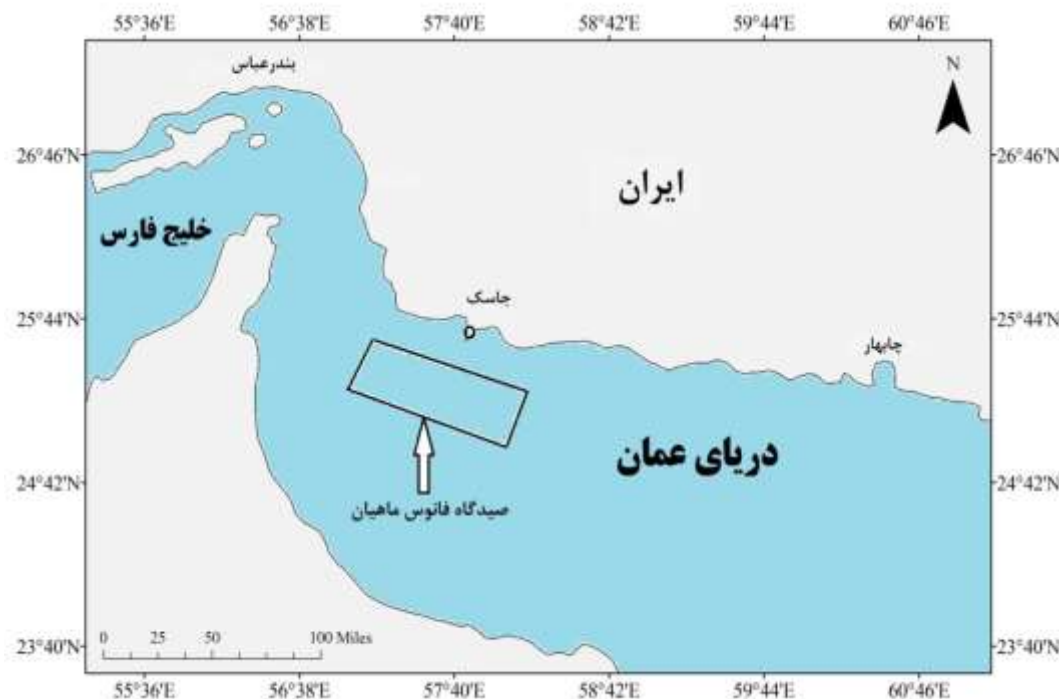 55°36'E 56°38'E 57°40'E 58°42'E 59°44'E 60°46'E
بندرعباس
N
26°46'N 26°46'N
ایران
خلیج فارس
جاسک
25°44'N 25°44'N
چابهار
دریای عمان
24°42'N 24°42'N
صیدگاه فانوس ماهیان
0 25 50 100 Miles
23°40'N 23°40'N
55°36'E 56°38'E 57°40'E 58°42'E 59°44'E 60°46'E